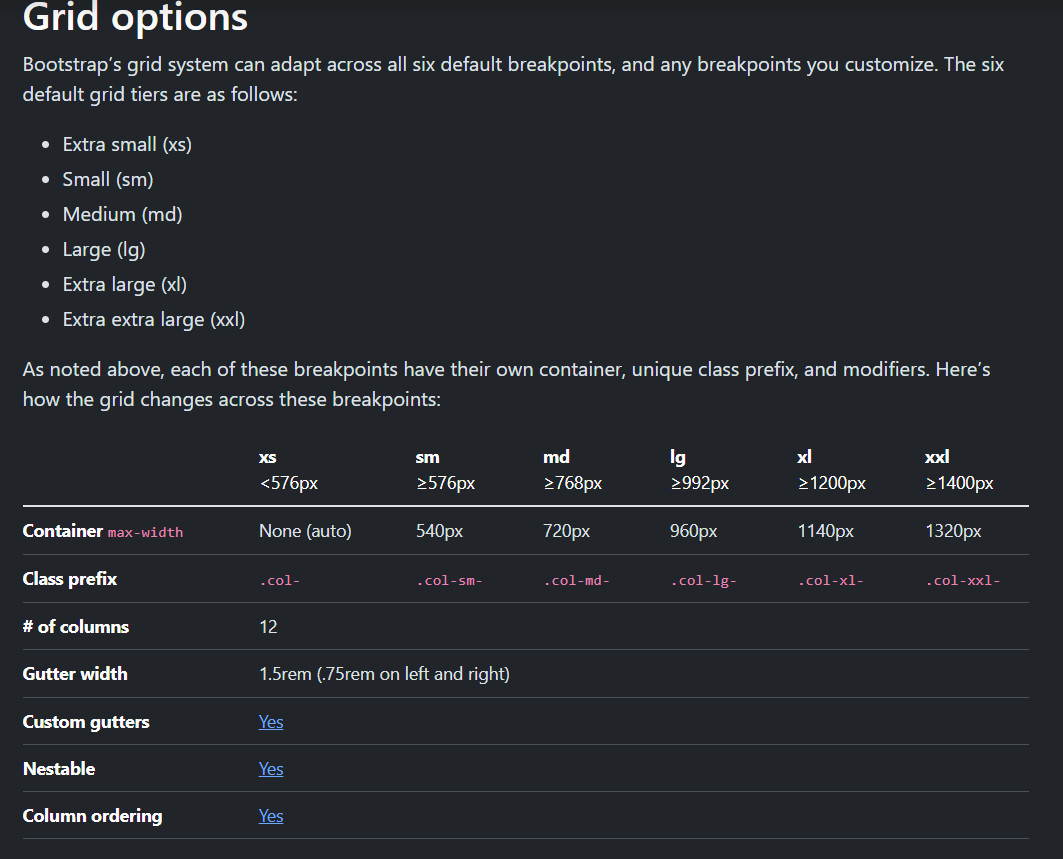 Grid options
Bootstrap’s grid system can adapt across all six default breakpoints, and any breakpoints you customize. The six
default grid tiers are as follows:
• Extra small (xs)
• Small (sm)
• Medium (md)
• Large (lg)
• Extra large (xl)
• Extra extra large (xxl)
As noted above, each of these breakpoints have their own container, unique class prefix, and modifiers. Here’s
how the grid changes across these breakpoints:
xs sm md lg xl xxl
<576px ≥576px ≥768px ≥992px ≥1200px ≥1400px
Container max-width None (auto) 540px 720px 960px 1140px 1320px
Class prefix .col- .col-sm- .col-md- .col-lg- .col-xl- .col-xxl-
# of columns 12
Gutter width 1.5rem (.75rem on left and right)
Custom gutters Yes
Nestable Yes
Column ordering Yes